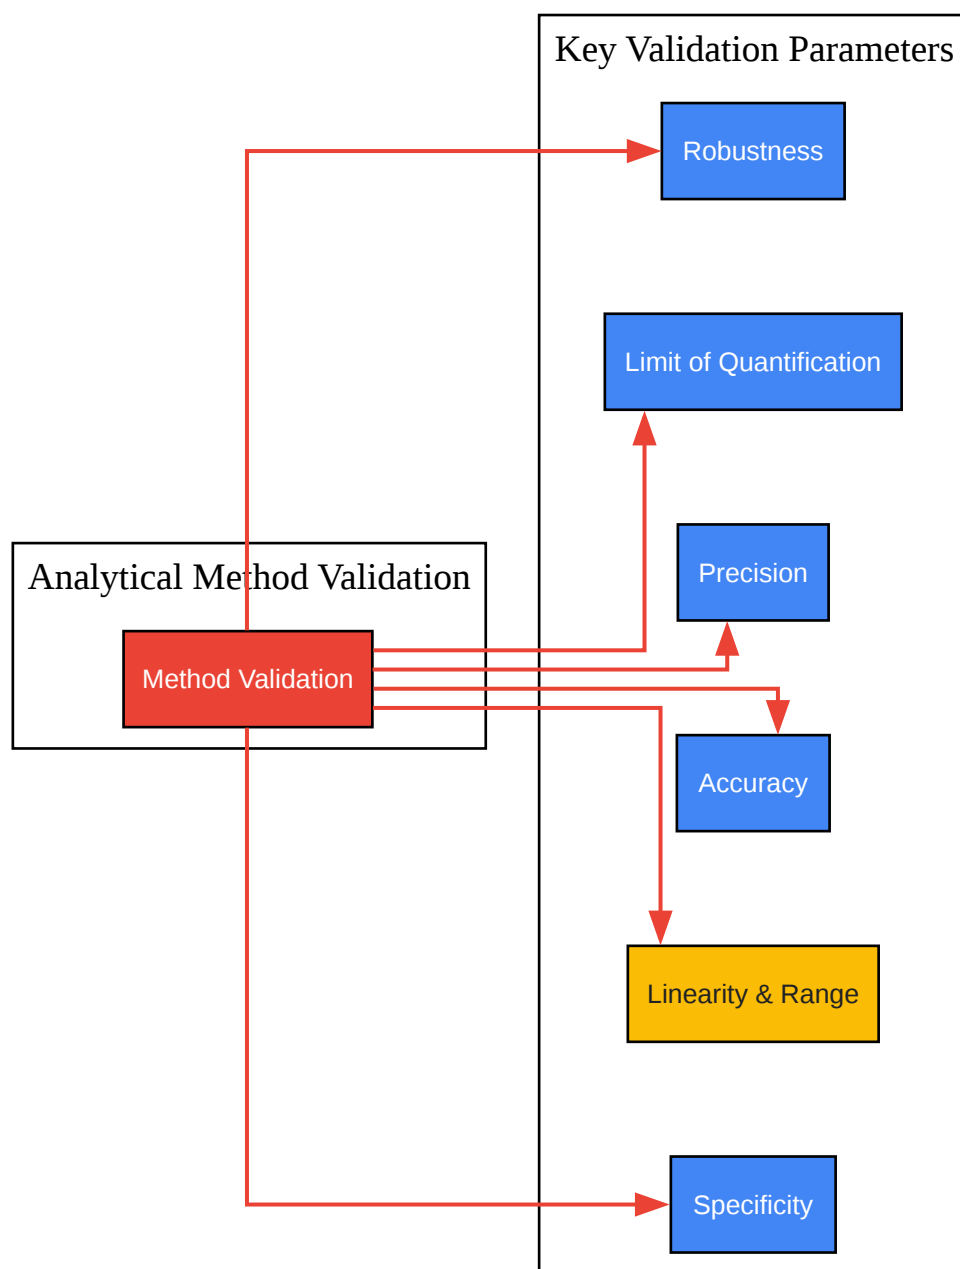 Key Validation Parameters
Robustness
Limit of Quantification
Precision
Analytical Method Validation
Method Validation
Accuracy
Linearity & Range
Specificity